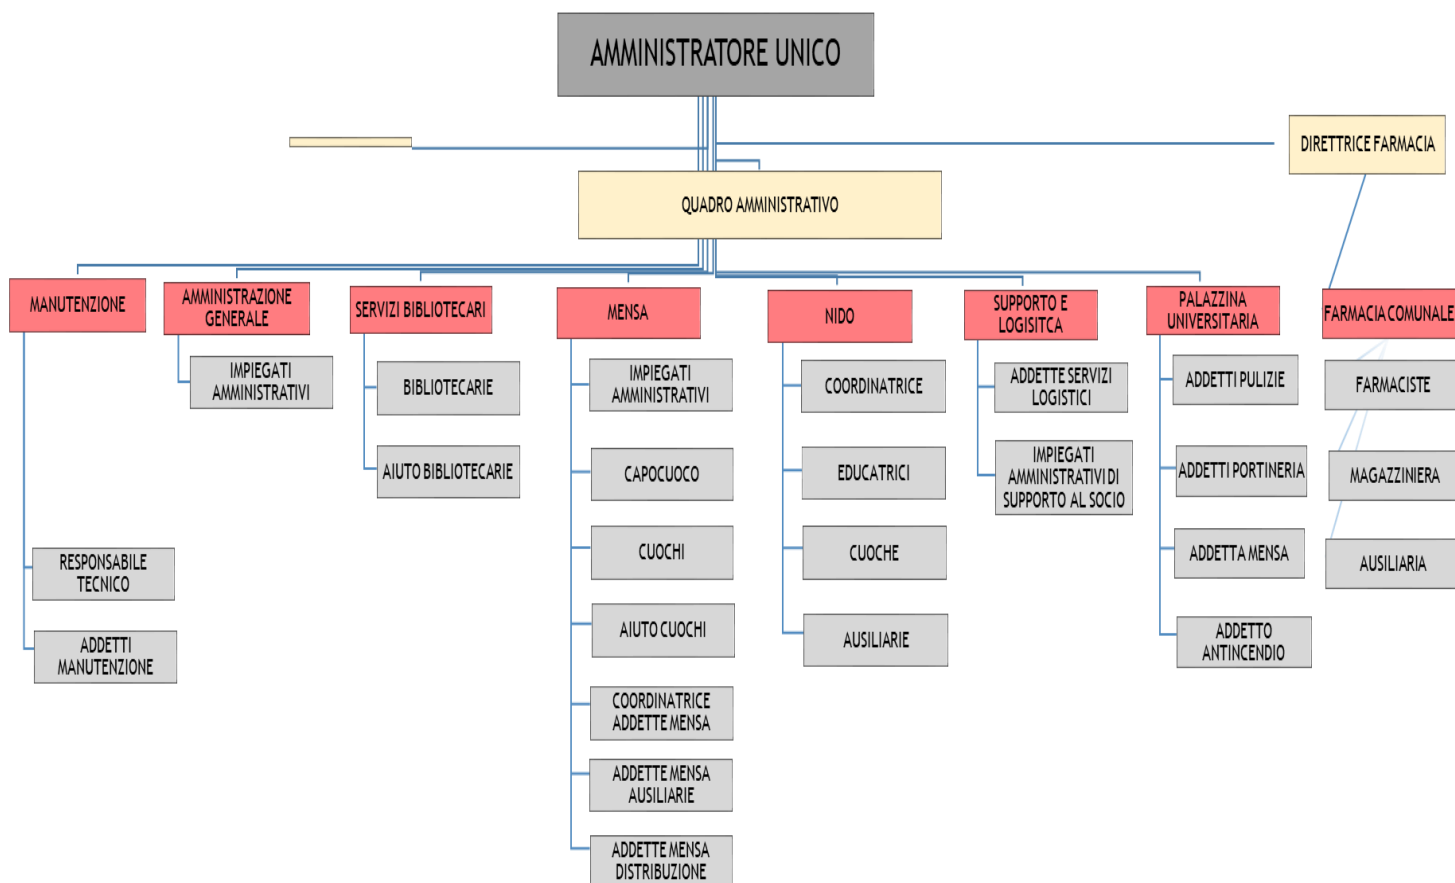 AMMINISTRATORE UNICO
DIRETTRICE FARMACIA
QUADRO AMMINISTRATIVO
MANUTENZIONE
RESPONSABILE
TECNICO
ADDETTI
MANUTENZIONE
AMMINISTRAZIONE
GENERALE
IMPIEGATI
AMMINISTRATIVI
SERVIZI BIBLIOTECARI
BIBLIOTECARIE
AIUTO BIBLIOTECARIE
MENSA
IMPIEGATI
AMMINISTRATIVI
CAPOCUOCO
CUOCHI
AIUTO CUOCHI
COORDINATRICE
ADDETTE MENSA
ADDETTE MENSA
AUSILIARIE
ADDETTE MENSA
DISTRIBUZIONE
NIDO
COORDINATRICE
EDUCATRICI
CUOCHE
AUSILIARIE
SUPPORTO E
LOGISITCA
ADDETTE SERVIZI
LOGISTICI
IMPIEGATI
AMMINISTRATIVI DI
SUPPORTO AL SOCIO
PALAZZINA
UNIVERSITARIA
ADDETTI PULIZIE
ADDETTI PORTINERIA
ADDETTA MENSA
ADDETTO
ANTINCENDIO
FARMACIA COMUNALE
FARMACISTE
MAGAZZINIERA
AUSILIARIA